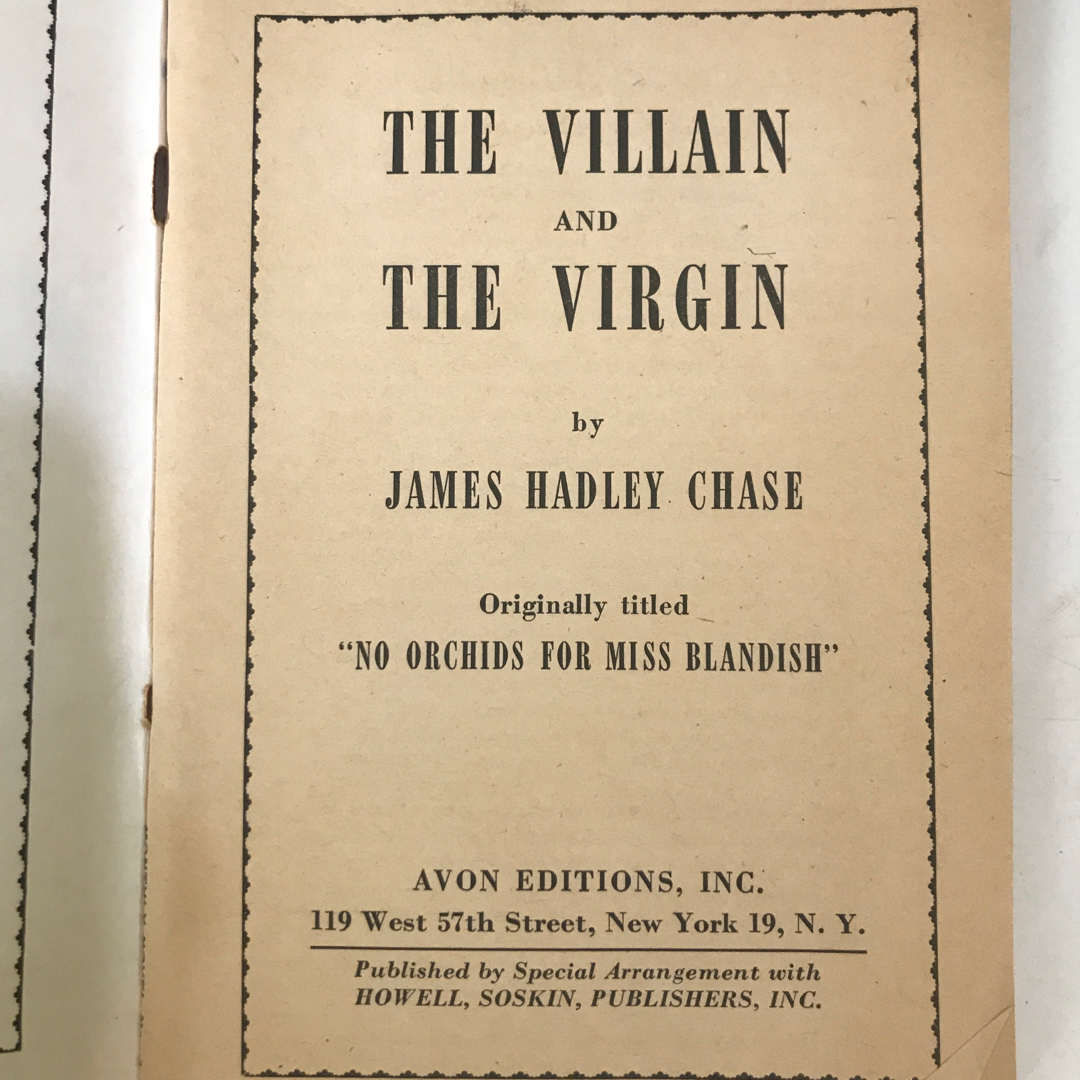 THE VILLAIN
AND
THE VIRGIN
by
JAMES HADLEY CHASE
Originally titled
“NO ORCHIDS FOR MISS BLANDISH”
AVON EDITIONS, INC.
119 West 57th Street, New York 19, N. Y.
Published by Special Arrangement with
HOWELL, SOSKIN, PUBLISHERS, INC.